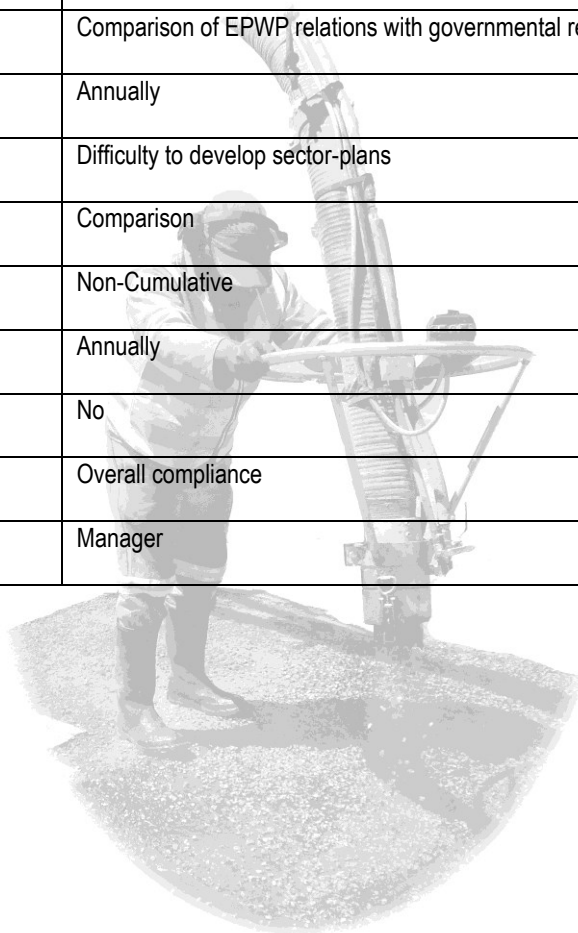 Comparison of EPWP relations with governmental
Annually
Difficulty to develop sector-plans
Comparison
Non-Cumulative
Annually
No
Overall compliance
Manager